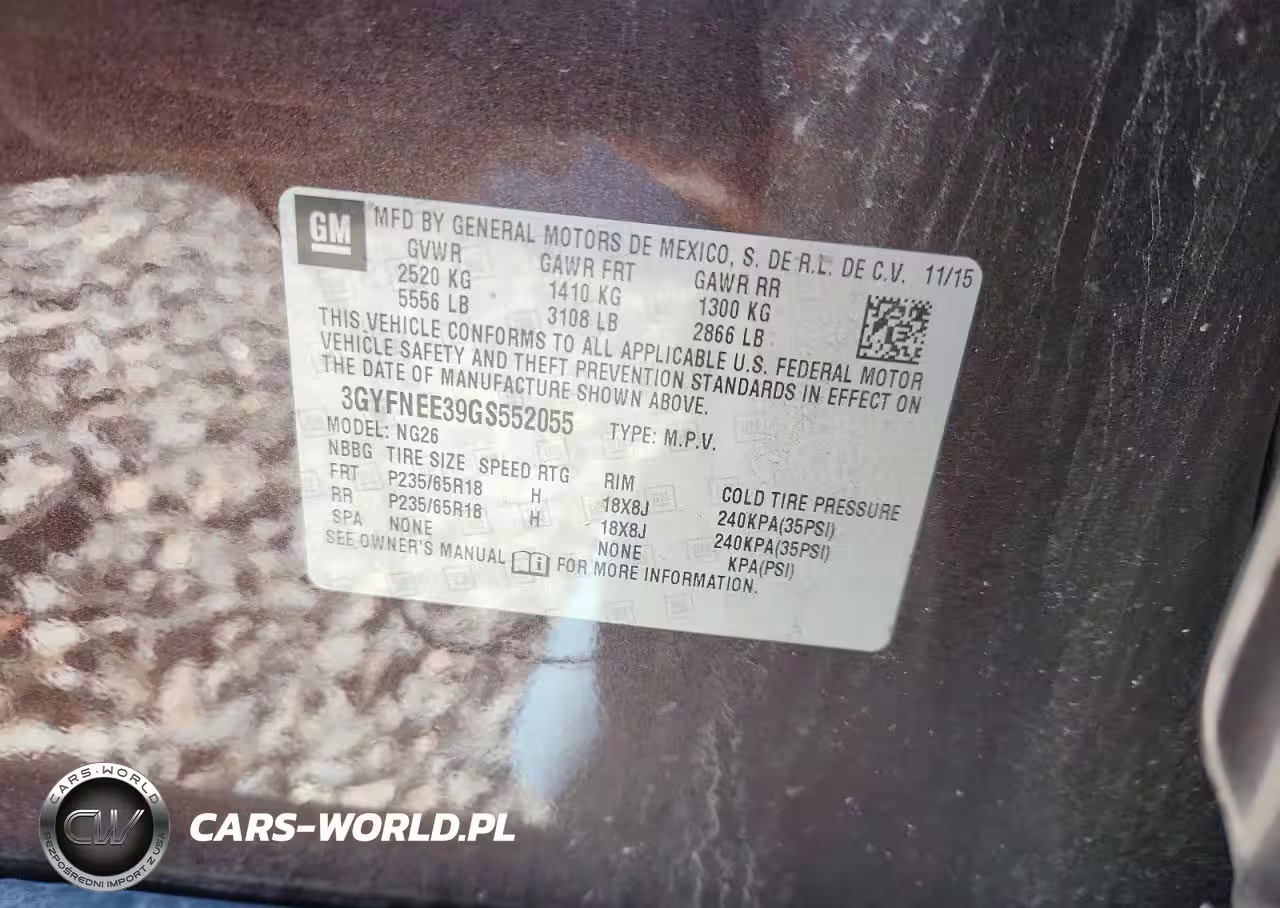 GM
MFD BY GENERAL MOTORS DE MEXICO, S. DE R.L. DE C.V. 11/15
GVWR GAWR FRT GAWR RR
2520 KG 1410 KG 1300 KG
5556 LB 3108 LB 2866 LB
THIS VEHICLE CONFORMS TO ALL APPLICABLE U.S. FEDERAL MOTOR
VEHICLE SAFETY AND THEFT PREVENTION STANDARDS IN EFFECT ON
THE DATE OF MANUFACTURE SHOWN ABOVE.
3GYFNEE39GS552055 TYPE: M.P.V.
MODEL: NG26
NBBG TIRE SIZE SPEED RTG RIM COLD TIRE PRESSURE
FRT P235/65R18 H 18X8J 240KPA(35PSI)
RR P235/65R18 H 18X8J 240KPA(35PSI)
SPA NONE NONE KPA(PSI)
SEE OWNER'S MANUAL i FOR MORE INFORMATION.
CARS-WORLD
CW
BEZPOŚREDNI IMPORT Z USA
CARS-WORLD.PL